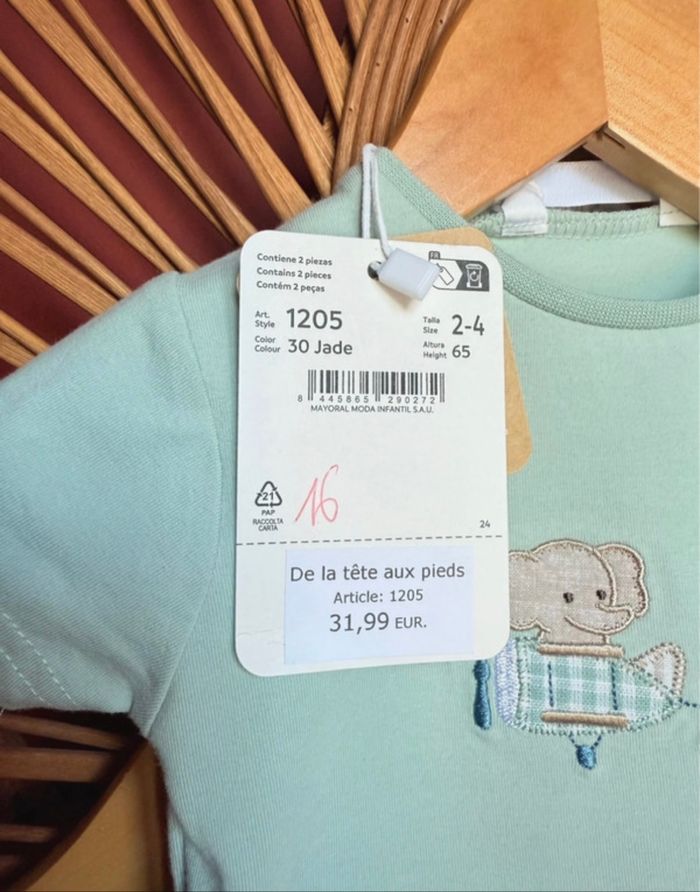 Contiene 2 piezas
Contains 2 pieces
Contém 2 peças
FR
Art.
Style 1205
Talla
Size 2-4
Color
Colour 30 Jade
Altura
Height 65
8 445865 290272
MAYORAL MODA INFANTIL S.A.U.
21
PAP
RACCOLTA
CARTA
16
24
De la tête aux pieds
Article: 1205
31,99 EUR.